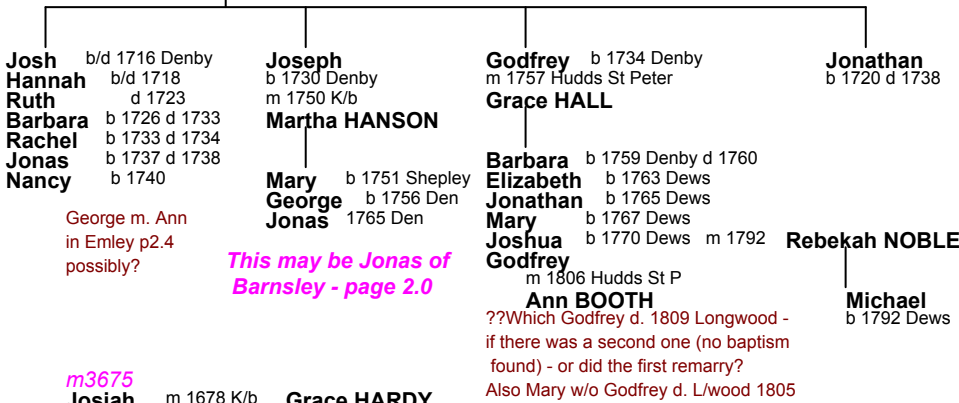 Josh b/d 1716 Denby
Hannah b/d 1718
Ruth d 1723
Barbara b 1726 d 1733
Rachel b 1733 d 1734
Jonas b 1737 d 1738
Nancy b 1740
George m. Ann
in Emley p2.4
possibly?
Joseph
b 1730 Denby
m 1750 K/b
Martha HANSON
Mary b 1751 Shepley
George b 1756 Den
Jonas 1765 Den
This may be Jonas of
Barnsley - page 2.0
Godfrey b 1734 Denby
m 1757 Hudds St Peter
Grace HALL
Barbara b 1759 Denby d 1760
Elizabeth b 1763 Dews
Jonathan b 1765 Dews
Mary b 1767 Dews
Joshua b 1770 Dews m 1792 Rebekah NOBLE
Godfrey
m 1806 Hudds St P
Ann BOOTH
??Which Godfrey d. 1809 Longwood -
if there was a second one (no baptism
found) - or did the first remarry?
Also Mary w/o Godfrey d. L/wood 1805
Jonathan
b 1720 d 1738
Michael
b 1792 Dews
m3675
Josiah m 1678 K/b Grace HARDY